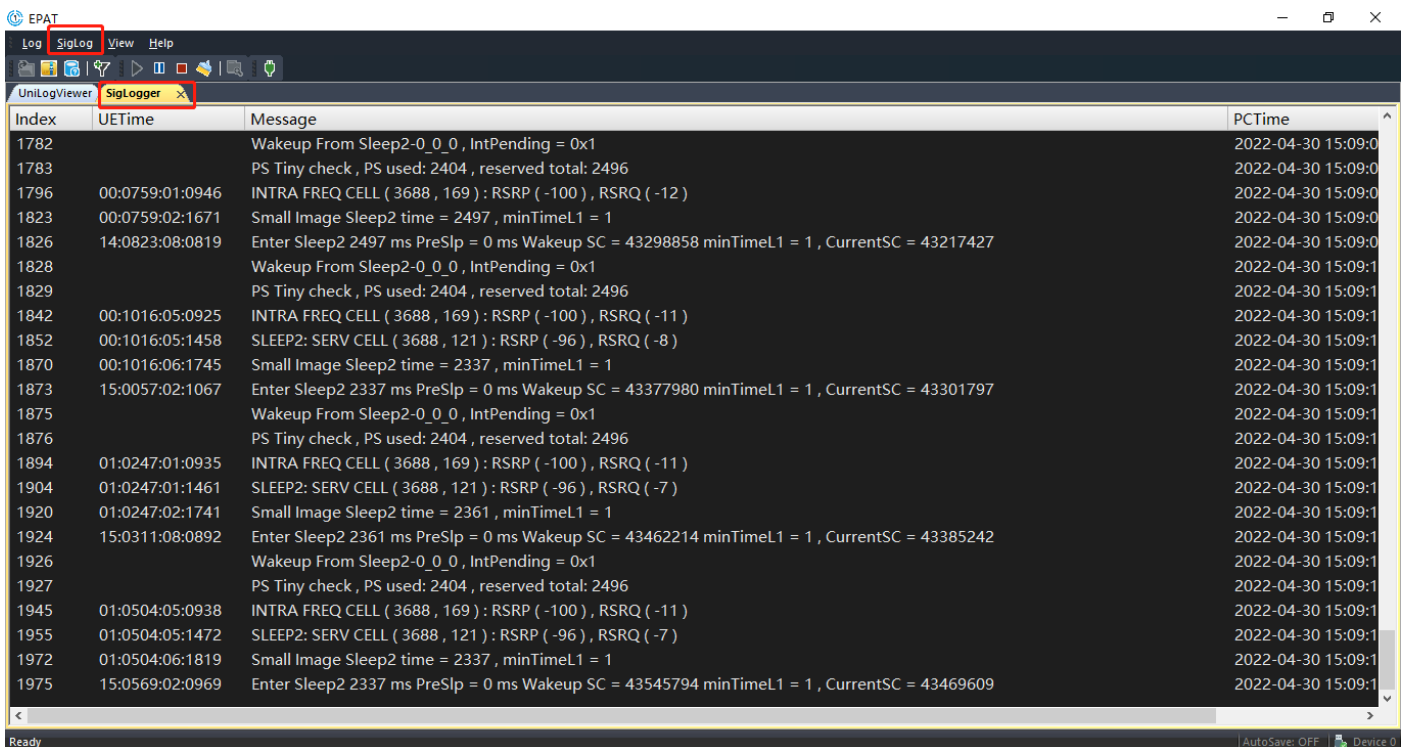 EPAT
Log SigLog View Help
UniLogViewer SigLogger x
Index UETime Message PCTime
1782 Wakeup From Sleep2-0_0_0 , IntPending = 0x1 2022-04-30 15:09:0
1783 PS Tiny check , PS used: 2404 , reserved total: 2496 2022-04-30 15:09:0
1796 00:0759:01:0946 INTRA FREQ CELL ( 3688 , 169 ) : RSRP ( -100 ) , RSRQ ( -12 ) 2022-04-30 15:09:0
1823 00:0759:02:1671 Small Image Sleep2 time = 2497 , minTimeL1 = 1 2022-04-30 15:09:0
1826 14:0823:08:0819 Enter Sleep2 2497 ms PreSlp = 0 ms Wakeup SC = 43298858 minTimeL1 = 1 , CurrentSC = 43217427 2022-04-30 15:09:0
1828 Wakeup From Sleep2-0_0_0 , IntPending = 0x1 2022-04-30 15:09:1
1829 PS Tiny check , PS used: 2404 , reserved total: 2496 2022-04-30 15:09:1
1842 00:1016:05:0925 INTRA FREQ CELL ( 3688 , 169 ) : RSRP ( -100 ) , RSRQ ( -11 ) 2022-04-30 15:09:1
1852 00:1016:05:1458 SLEEP2: SERV CELL ( 3688 , 121 ) : RSRP ( -96 ) , RSRQ ( -8 ) 2022-04-30 15:09:1
1870 00:1016:06:1745 Small Image Sleep2 time = 2337 , minTimeL1 = 1 2022-04-30 15:09:1
1873 15:0057:02:1067 Enter Sleep2 2337 ms PreSlp = 0 ms Wakeup SC = 43377980 minTimeL1 = 1 , CurrentSC = 43301797 2022-04-30 15:09:1
1875 Wakeup From Sleep2-0_0_0 , IntPending = 0x1 2022-04-30 15:09:1
1876 PS Tiny check , PS used: 2404 , reserved total: 2496 2022-04-30 15:09:1
1894 01:0247:01:0935 INTRA FREQ CELL ( 3688 , 169 ) : RSRP ( -100 ) , RSRQ ( -11 ) 2022-04-30 15:09:1
1904 01:0247:01:1461 SLEEP2: SERV CELL ( 3688 , 121 ) : RSRP ( -96 ) , RSRQ ( -7 ) 2022-04-30 15:09:1
1920 01:0247:02:1741 Small Image Sleep2 time = 2361 , minTimeL1 = 1 2022-04-30 15:09:1
1924 15:0311:08:0892 Enter Sleep2 2361 ms PreSlp = 0 ms Wakeup SC = 43462214 minTimeL1 = 1 , CurrentSC = 43385242 2022-04-30 15:09:1
1926 Wakeup From Sleep2-0_0_0 , IntPending = 0x1 2022-04-30 15:09:1
1927 PS Tiny check , PS used: 2404 , reserved total: 2496 2022-04-30 15:09:1
1945 01:0504:05:0938 INTRA FREQ CELL ( 3688 , 169 ) : RSRP ( -100 ) , RSRQ ( -11 ) 2022-04-30 15:09:1
1955 01:0504:05:1472 SLEEP2: SERV CELL ( 3688 , 121 ) : RSRP ( -96 ) , RSRQ ( -7 ) 2022-04-30 15:09:1
1972 01:0504:06:1819 Small Image Sleep2 time = 2337 , minTimeL1 = 1 2022-04-30 15:09:1
1975 15:0569:02:0969 Enter Sleep2 2337 ms PreSlp = 0 ms Wakeup SC = 43545794 minTimeL1 = 1 , CurrentSC = 43469609 2022-04-30 15:09:1
Ready AutoSave: OFF Device 0